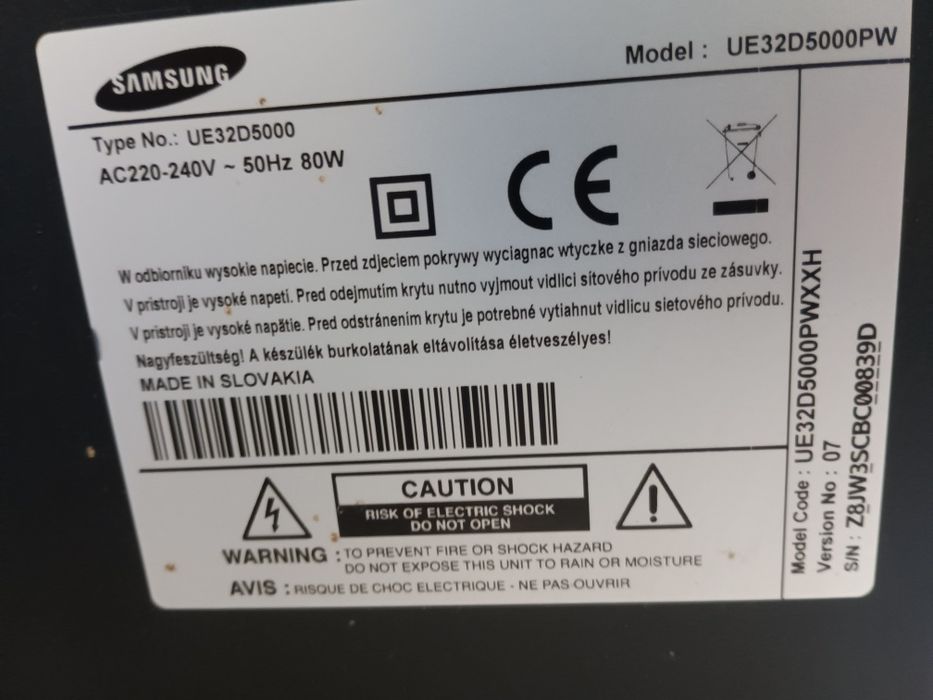 SAMSUNG
Model : UE32D5000PW
Type No.: UE32D5000
AC220-240V ~ 50Hz 80W
CE
W odbiorniku wysokie napiecie. Przed zdjeciem pokrywy wyciagnac wtyczke z gniazda sieciowego.
V pristroji je vysoké napetí. Pred odejmutím krytu nutno vyjmout vidlici sítového prívodu ze zásuvky.
V pristroji je vysoké napätie. Pred odstránením krytu je potrebné vytiahnut vidlicu sietového prívodu.
Nagyfeszültség! A készülék burkolatának eltávolítása életveszélyes!
MADE IN SLOVAKIA
CAUTION
RISK OF ELECTRIC SHOCK
DO NOT OPEN
WARNING : TO PREVENT FIRE OR SHOCK HAZARD
DO NOT EXPOSE THIS UNIT TO RAIN OR MOISTURE
AVIS : RISQUE DE CHOC ELECTRIQUE - NE PAS OUVRIR
Model Code : UE32D5000PWXXH
Version No : 07
S/N : Z8JW3SCBC00839D